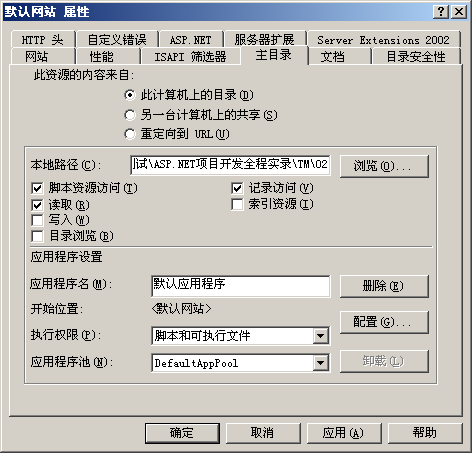 默认网站 属性
HTTP 头 自定义错误 ASP.NET 服务器扩展 Server Extensions 2002
网站 性能 ISAPI 筛选器 主目录 文档 目录安全性
此资源的内容来自:
此计算机上的目录(D)
另一台计算机上的共享(S)
重定向到 URL(U)
本地路径(C): 试\ASP.NET项目开发全程实录\TM\02 浏览(O)...
脚本资源访问(T) 记录访问(V)
读取(R) 索引资源(I)
写入(W)
目录浏览(B)
应用程序设置
应用程序名(M): 默认应用程序 删除(E)
开始位置: <默认网站>
配置(G)...
执行权限(P): 脚本和可执行文件
应用程序池(N): DefaultAppPool 卸载(L)
确定 取消 应用(A) 帮助